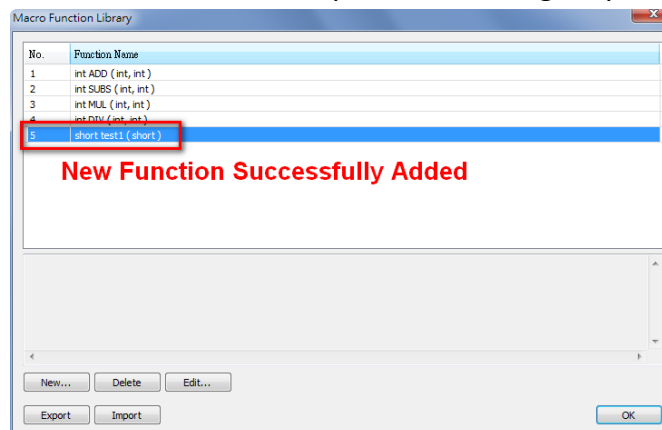 Macro Function Library
No. Function Name
1 int ADD ( int, int )
2 int SUBS ( int, int )
3 int MUL ( int, int )
4 int DIV ( int, int )
5 short test1 ( short )
New Function Successfully Added
New... Delete Edit...
Export Import OK